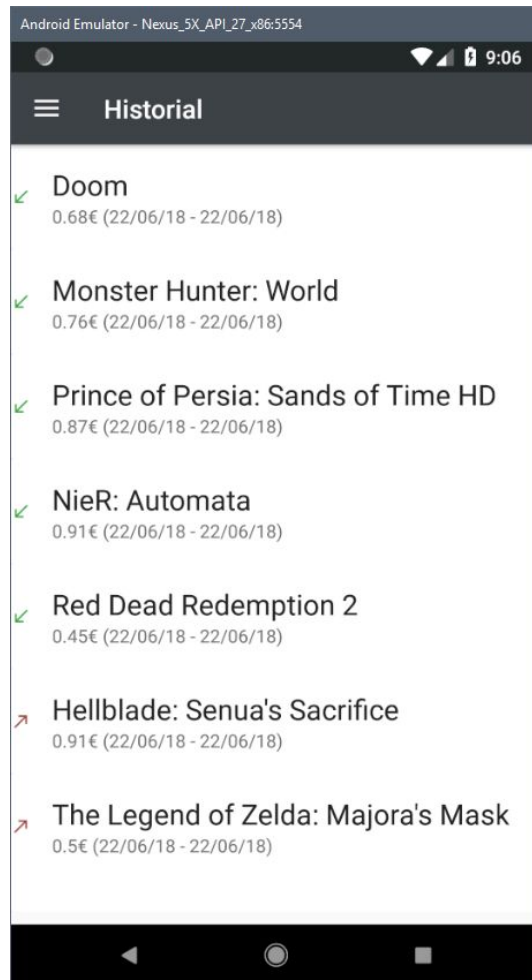 Android Emulator - Nexus_5X_API_27_x86:5554
9:06
Historial
Doom
0.68€ (22/06/18 - 22/06/18)
Monster Hunter: World
0.76€ (22/06/18 - 22/06/18)
Prince of Persia: Sands of Time HD
0.87€ (22/06/18 - 22/06/18)
NieR: Automata
0.91€ (22/06/18 - 22/06/18)
Red Dead Redemption 2
0.45€ (22/06/18 - 22/06/18)
Hellblade: Senua's Sacrifice
0.91€ (22/06/18 - 22/06/18)
The Legend of Zelda: Majora's Mask
0.5€ (22/06/18 - 22/06/18)